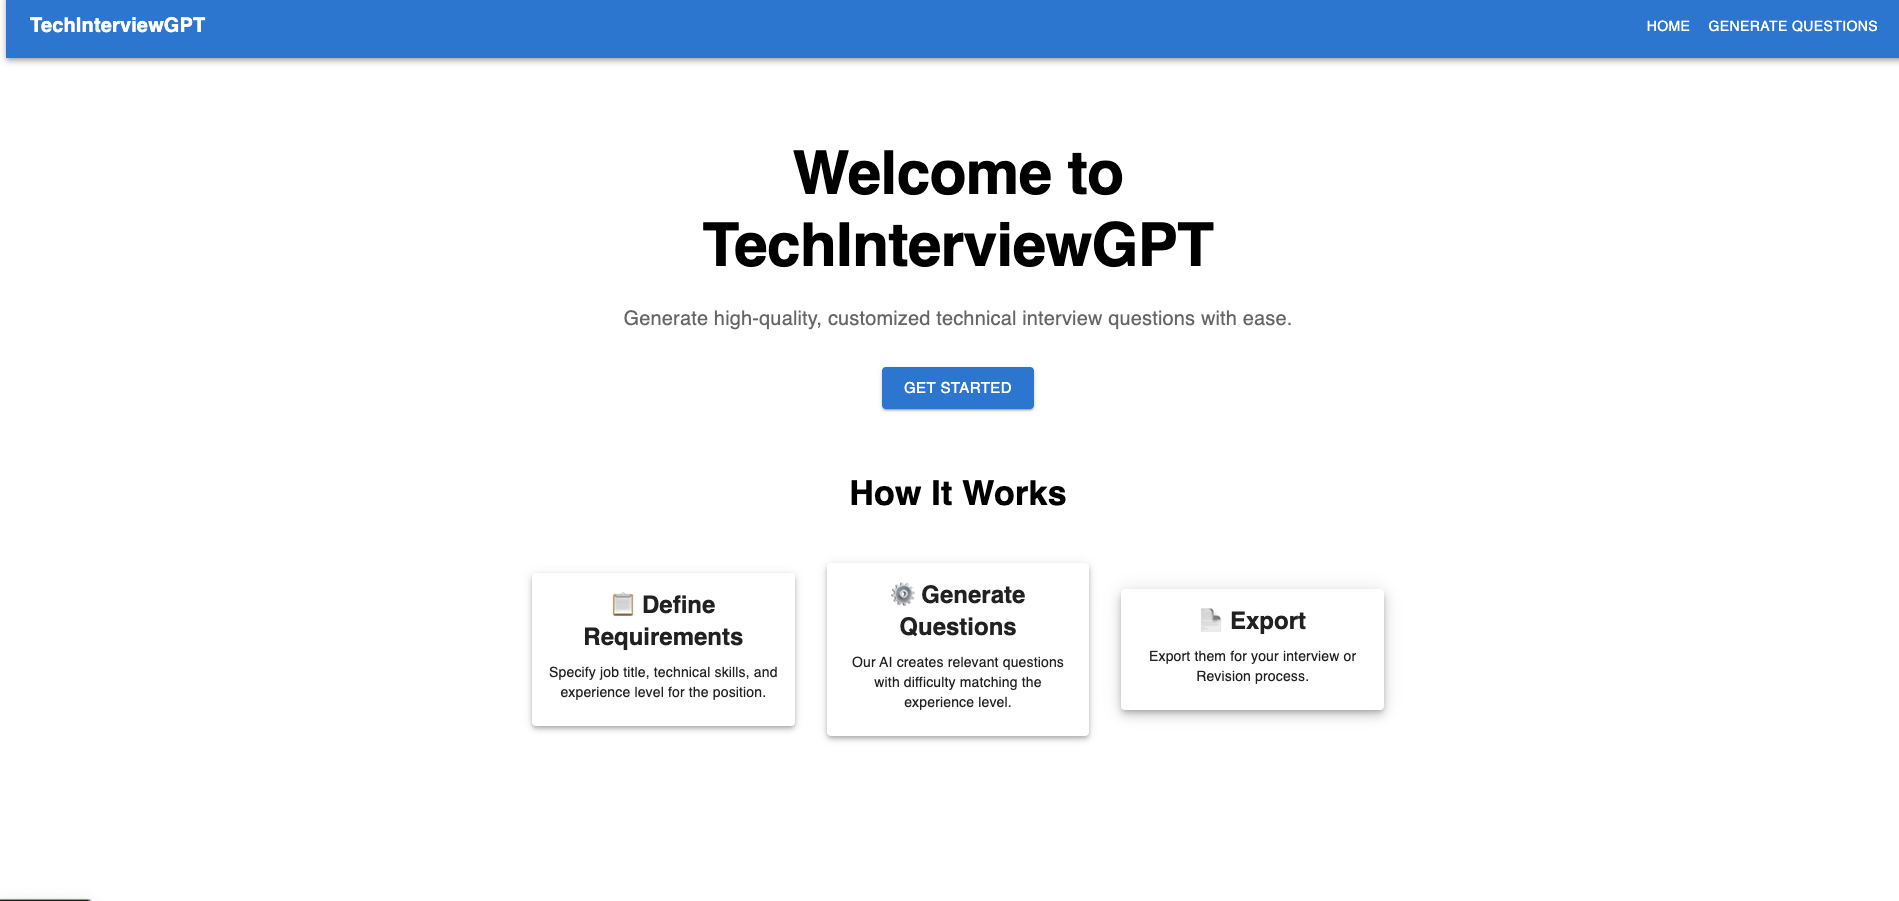 TechInterviewGPT
HOME
GENERATE QUESTIONS
Welcome to
TechInterviewGPT
Generate high-quality, customized technical interview questions with ease.
GET STARTED
How It Works
Define
Requirements
Specify job title, technical skills, and
experience level for the position.
Generate
Questions
Our AI creates relevant questions
with difficulty matching the
experience level.
Export
Export them for your interview or
Revision process.